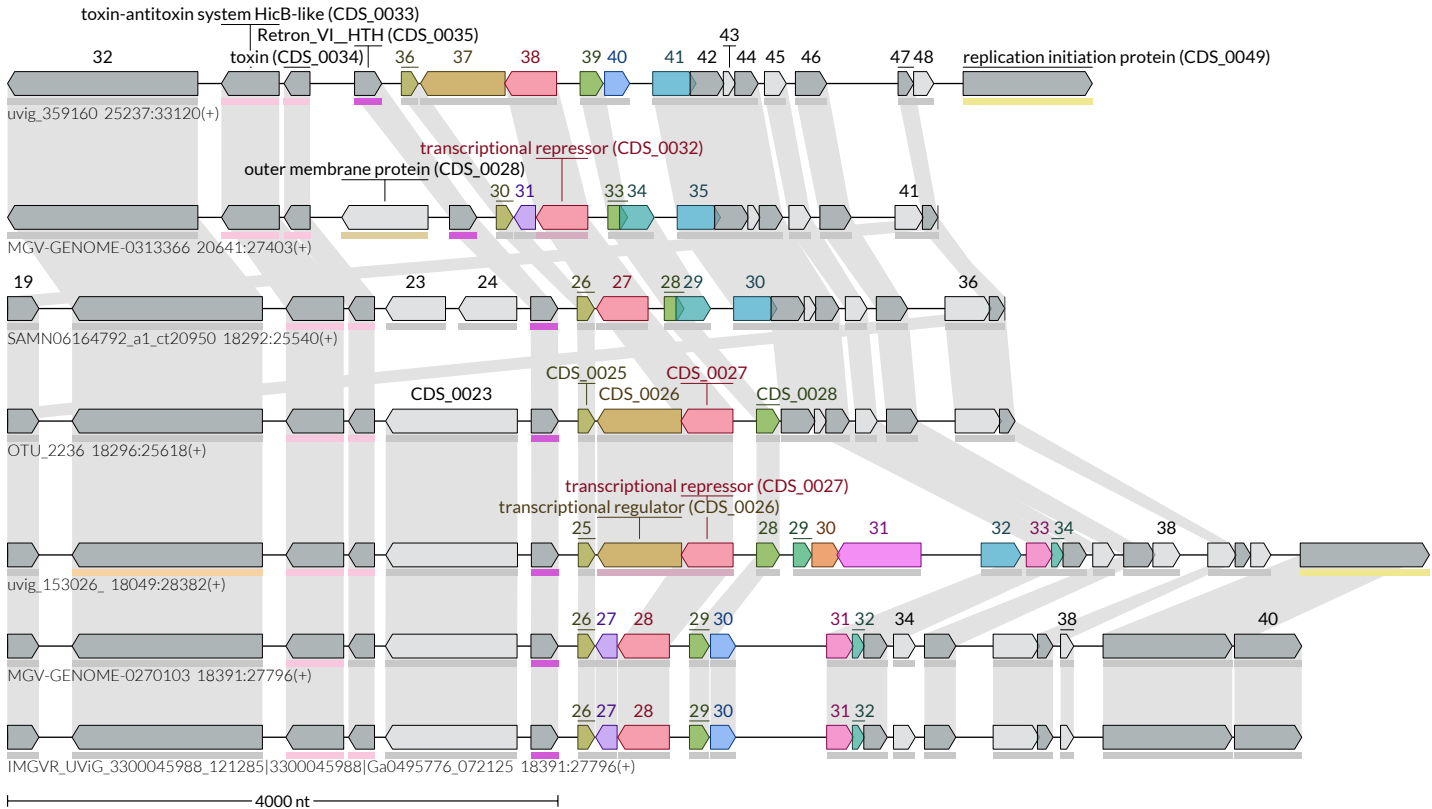 toxin-antitoxin system HicB-like (CDS_0033)
Retron_VI__HTH (CDS_0035)
43
32 toxin (CDS_0034) 36 37 38 39 40 41 42 44 45 46 47 48 replication initiation protein (CDS_0049)
uvig_359160 25237:33120(+)
transcriptional repressor (CDS_0032)
outer membrane protein (CDS_0028)
30 31 33 34 35 41
MGV-GENOME-0313366 20641:27403(+)
19 23 24 26 27 28 29 30 36
SAMN06164792_a1_ct20950 18292:25540(+)
CDS_0025 CDS_0027
CDS_0023 CDS_0026 CDS_0028
OTU_2236 18296:25618(+)
transcriptional repressor (CDS_0027)
transcriptional regulator (CDS_0026)
25 28 29 30 31 32 33 34 38
uvig_153026_ 18049:28382(+)
26 27 28 29 30 31 32 34 38 40
MGV-GENOME-0270103 18391:27796(+)
26 27 28 29 30 31 32
IMGVR_UViG_3300045988_121285|3300045988|Ga0495776_072125 18391:27796(+)
4000 nt